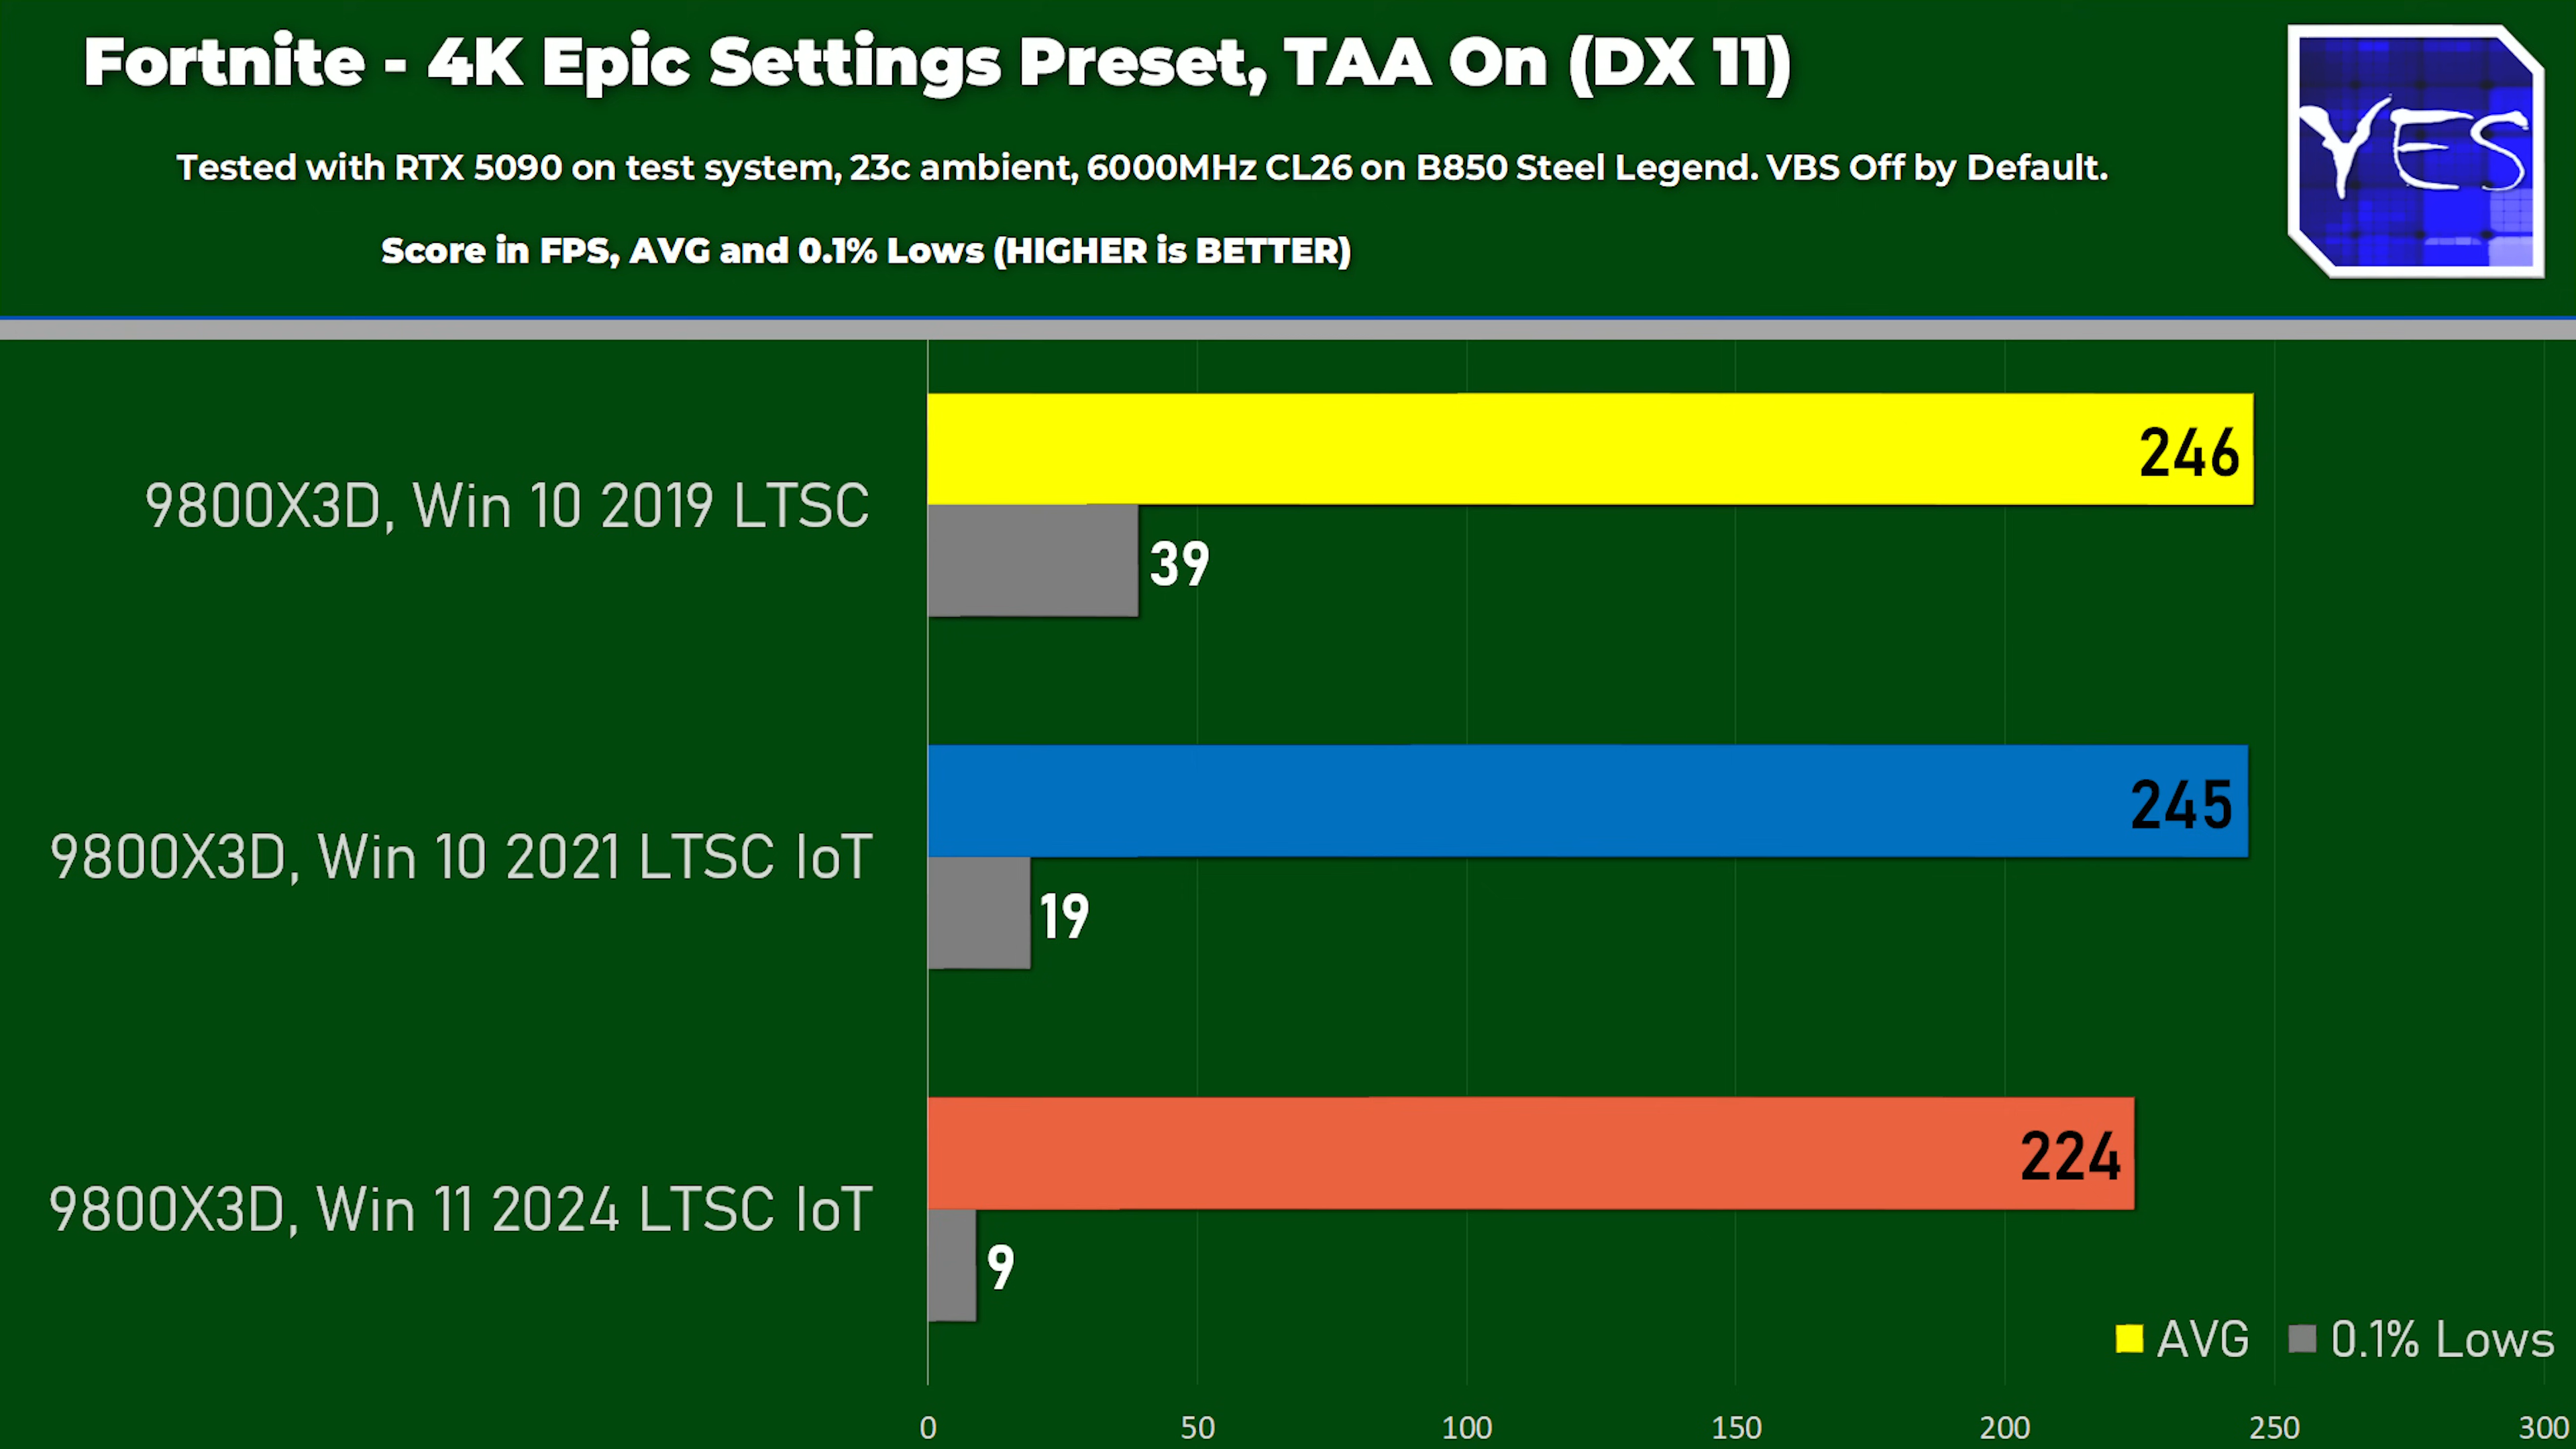 Fortnite - 4K Epic Settings Preset, TAA On (DX 11)
Tested with RTX 5090 on test system, 23c ambient, 6000MHz CL26 on B850 Steel Legend. VBS Off by Default.
Score in FPS, AVG and 0.1% Lows (HIGHER is BETTER)
YES
9800X3D, Win 10 2019 LTSC
246
39
9800X3D, Win 10 2021 LTSC IoT
245
19
9800X3D, Win 11 2024 LTSC IoT
224
9
AVG 0.1% Lows
0 50 100 150 200 250 300